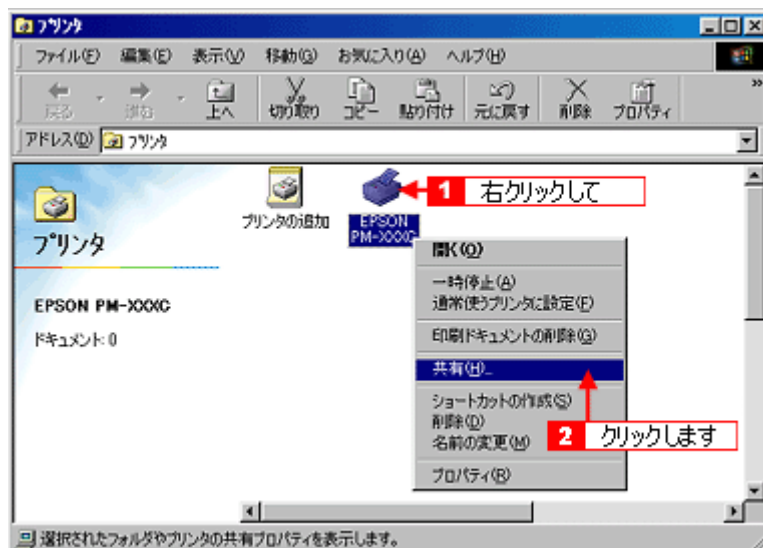 プリンタ
ファイル(F) 編集(E) 表示(V) 移動(G) お気に入り(A) ヘルプ(H)
戻る 進む 上へ 切り取り コピー 貼り付け 元に戻す 削除 プロパティ »
アドレス(D) プリンタ
プリンタ
EPSON PM-XXXC
ドキュメント: 0
プリンタの追加
EPSON
PM-XXXC
1 右クリックして
開く(O)
一時停止(A)
通常使うプリンタに設定(F)
印刷ドキュメントの削除(G)
共有(H)...
ショートカットの作成(S)
削除(D)
名前の変更(M)
プロパティ(R)
2 クリックします
選択されたフォルダやプリンタの共有プロパティを表示します。